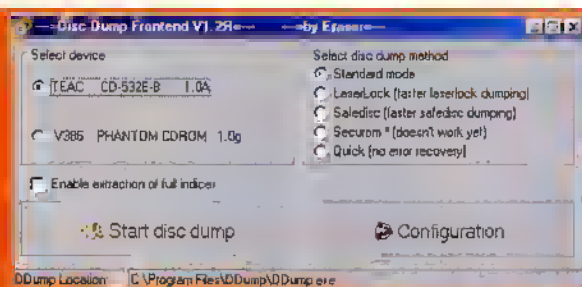 -->Disc Dump Frontend V1.2Я<-- <--by Eraser<--
Select device
TEAC CD-532E-B 1.0A
V385 PHANTOM CDROM 1.0g
Enable extraction of full indices
Select disc dump method
Standard mode
LaserLock (faster laserlock dumping)
Safedisc (faster safedisc dumping)
Securom * (doesn't work yet)
Quick (no error recovery)
Start disc dump
Configuration
DDump Location: C:\Program Files\DDump\DDump.exe